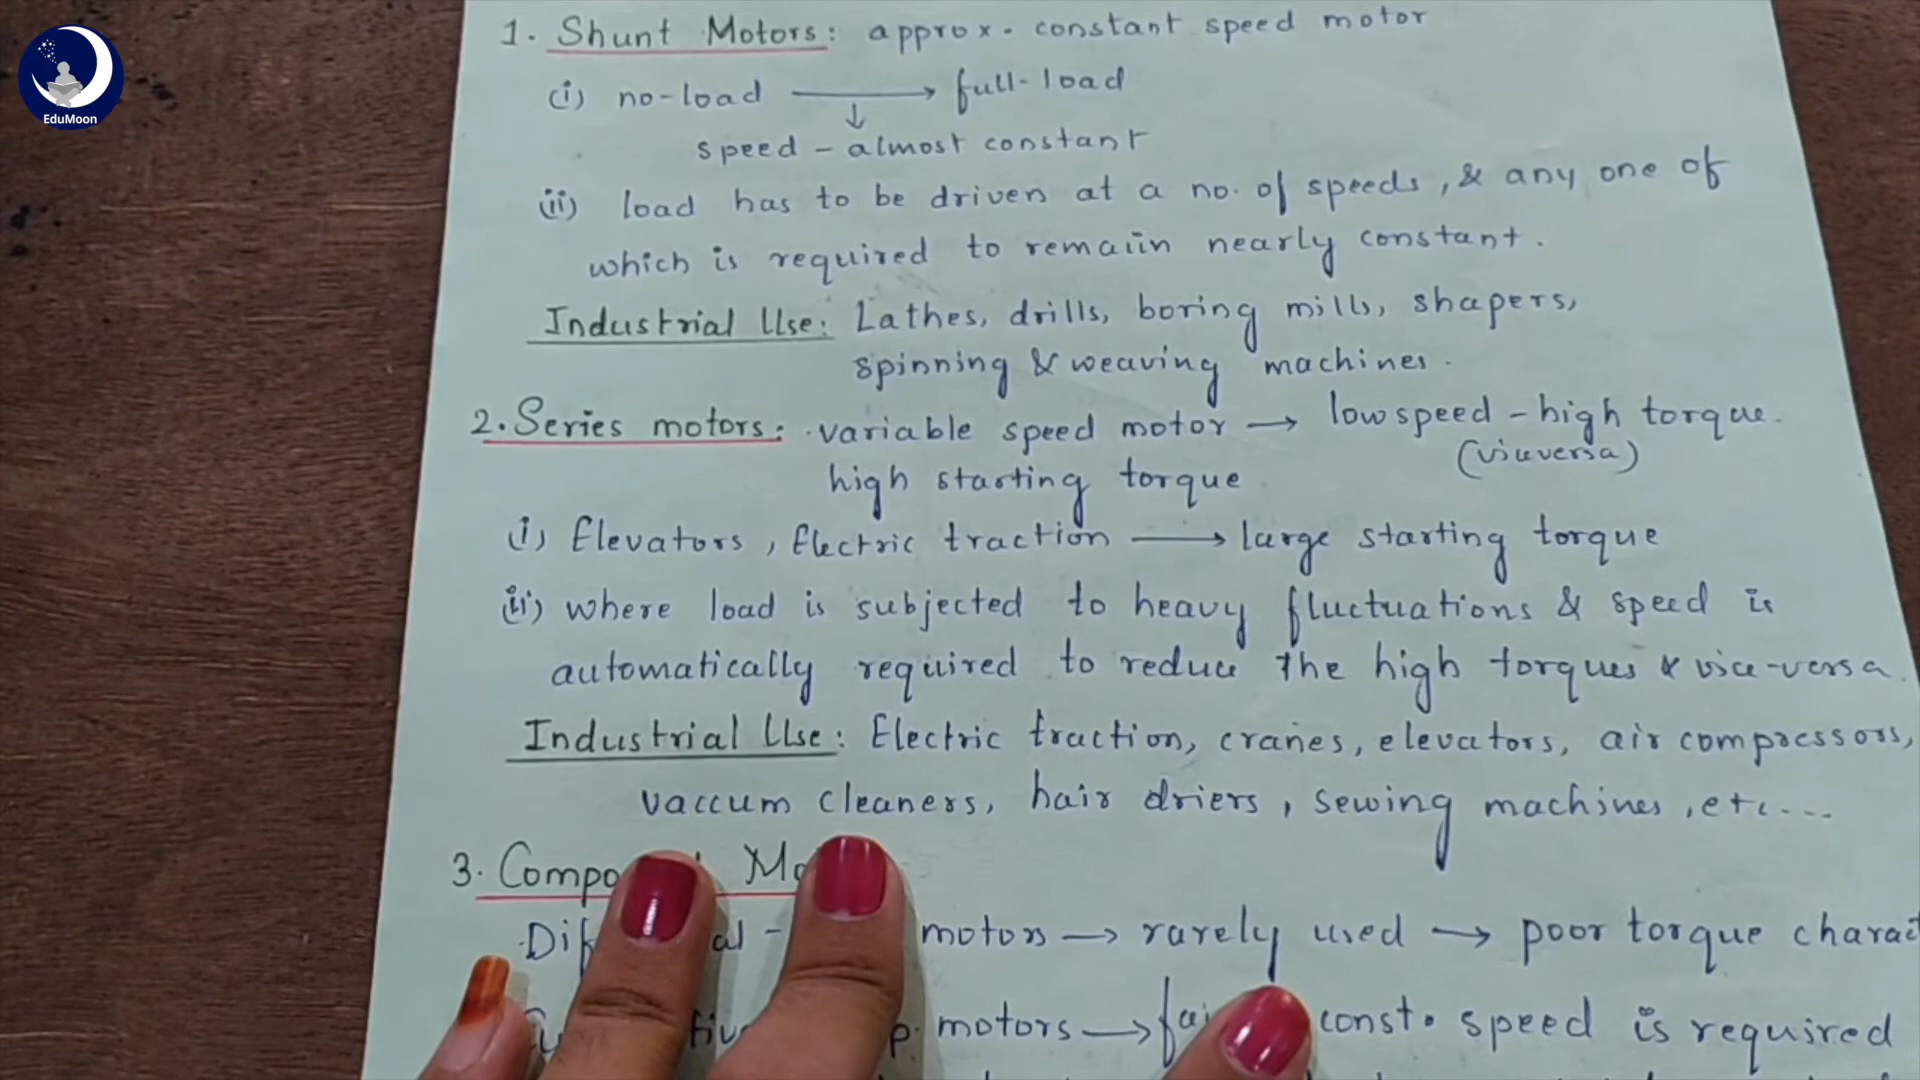 EduMoon
1. Shunt Motors: approx. constant speed motor
(i) no-load → full-load
↓
speed - almost constant
(ii) load has to be driven at a no. of speeds, & any one of
which is required to remaiin nearly constant.
Industrial Use: Lathes, drills, boring mills, shapers,
spinning & weaving machines.
2. Series motors: variable speed motor → low speed - high torque.
(viceversa)
high starting torque
(i) Elevators, Electric traction → large starting torque
(ii) where load is subjected to heavy fluctuations & speed is
automatically required to reduce the high torques & vice-versa.
Industrial Use: Electric traction, cranes, elevators, air compressors,
vaccum cleaners, hair driers, sewing machines, etc...
3.
motors → rarely used → poor torque
motors → const. speed is required